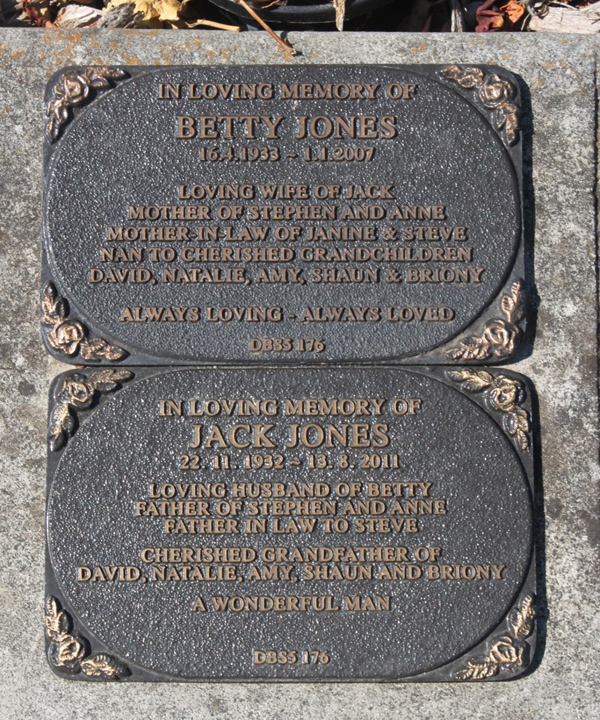 IN LOVING MEMORY OF
BETTY JONES
16.4.1933 ~ 1.1.2007
LOVING WIFE OF JACK
MOTHER OF STEPHEN AND ANNE
MOTHER-IN-LAW OF JANINE & STEVE
NAN TO CHERISHED GRANDCHILDREN
DAVID, NATALIE, AMY, SHAUN & BRIONY
ALWAYS LOVING - ALWAYS LOVED
DBS5 176
IN LOVING MEMORY OF
JACK JONES
22. 11. 1932 ~ 13. 8. 2011
LOVING HUSBAND OF BETTY
FATHER OF STEPHEN AND ANNE
FATHER IN LAW TO STEVE
CHERISHED GRANDFATHER OF
DAVID, NATALIE, AMY, SHAUN AND BRIONY
A WONDERFUL MAN
DBS5 176